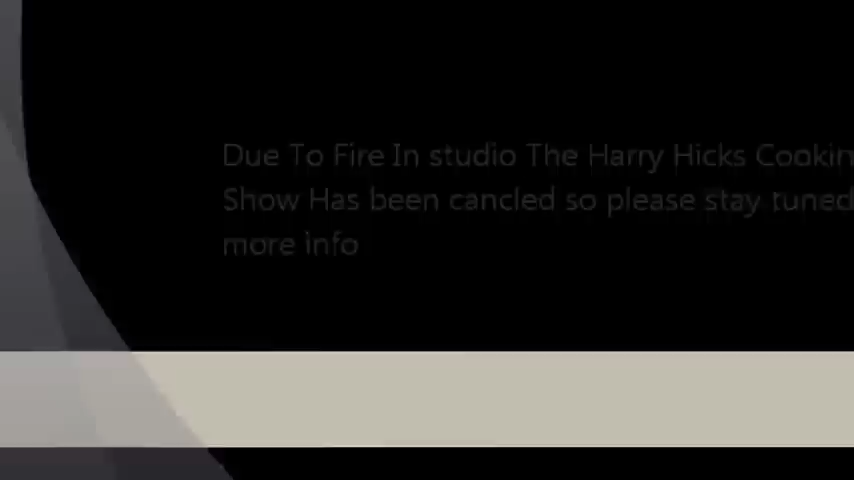 Due To Fire In studio The Harry Hicks Cookin
Show Has been cancled so please stay tuned
more info